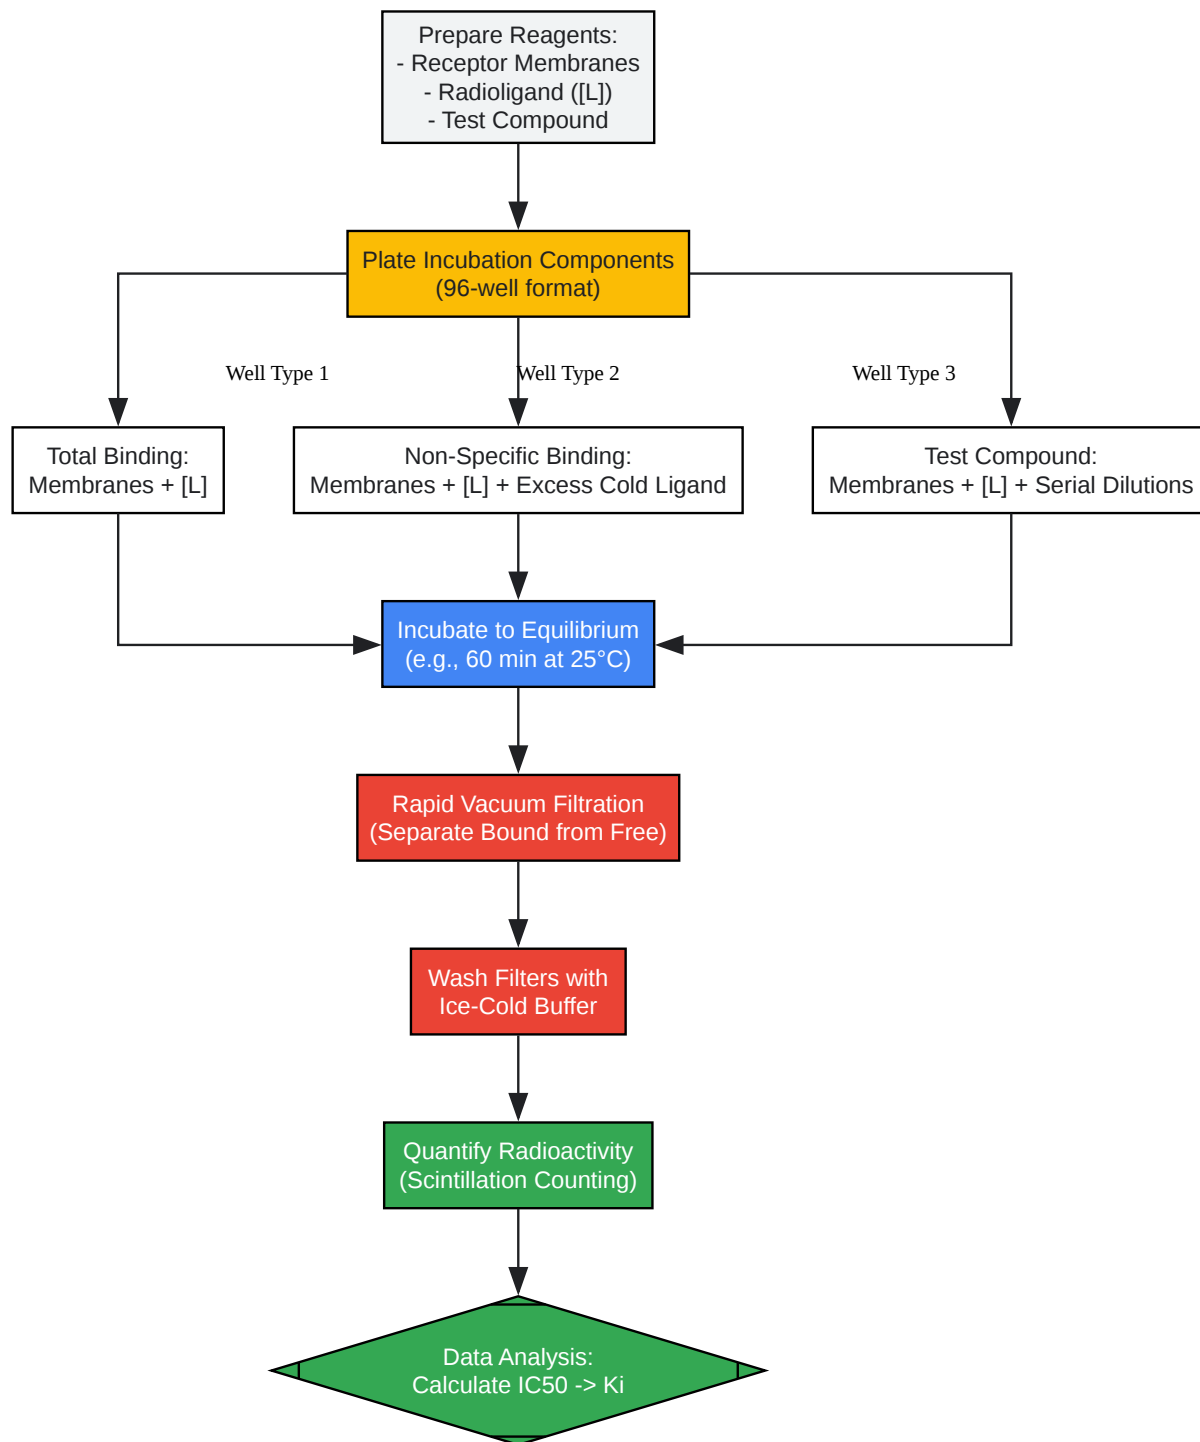 Prepare Reagents:
- Receptor Membranes
- Radioligand ([L])
- Test Compound
Plate Incubation Components
(96-well format)
Well Type 1
Well Type 2
Well Type 3
Total Binding:
Membranes + [L]
Non-Specific Binding:
Membranes + [L] + Excess Cold Ligand
Test Compound:
Membranes + [L] + Serial Dilutions
Incubate to Equilibrium
(e.g., 60 min at 25°C)
Rapid Vacuum Filtration
(Separate Bound from Free)
Wash Filters with
Ice-Cold Buffer
Quantify Radioactivity
(Scintillation Counting)
Data Analysis:
Calculate IC50 -> Ki